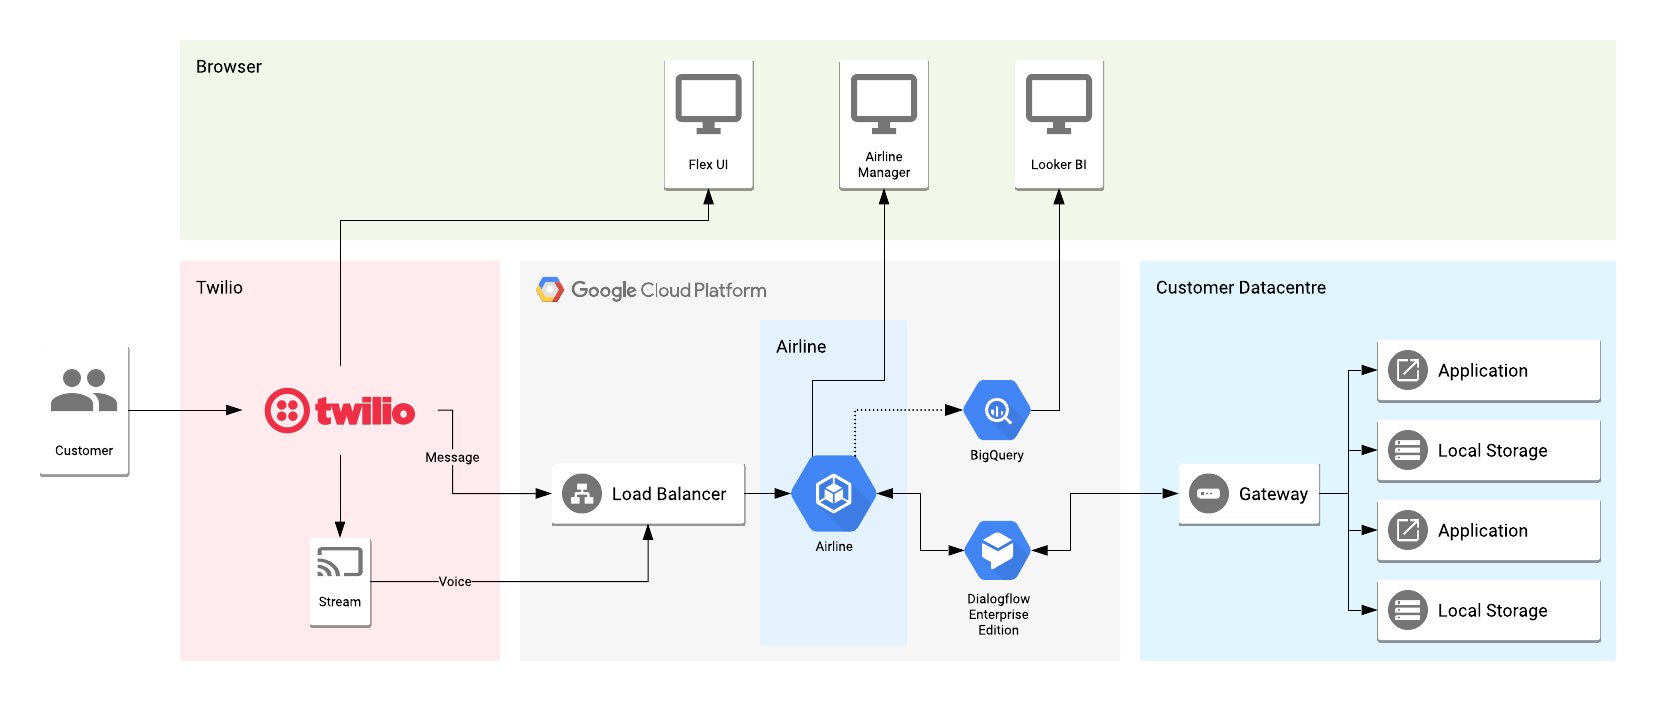 Browser
Flex UI
Airline
Manager
Looker BI
Twilio
Google Cloud Platform
Customer Datacentre
Airline
Customer
twilio
Message
Stream
Voice
Load Balancer
Airline
BigQuery
Dialogflow
Enterprise
Edition
Gateway
Application
Local Storage
Application
Local Storage